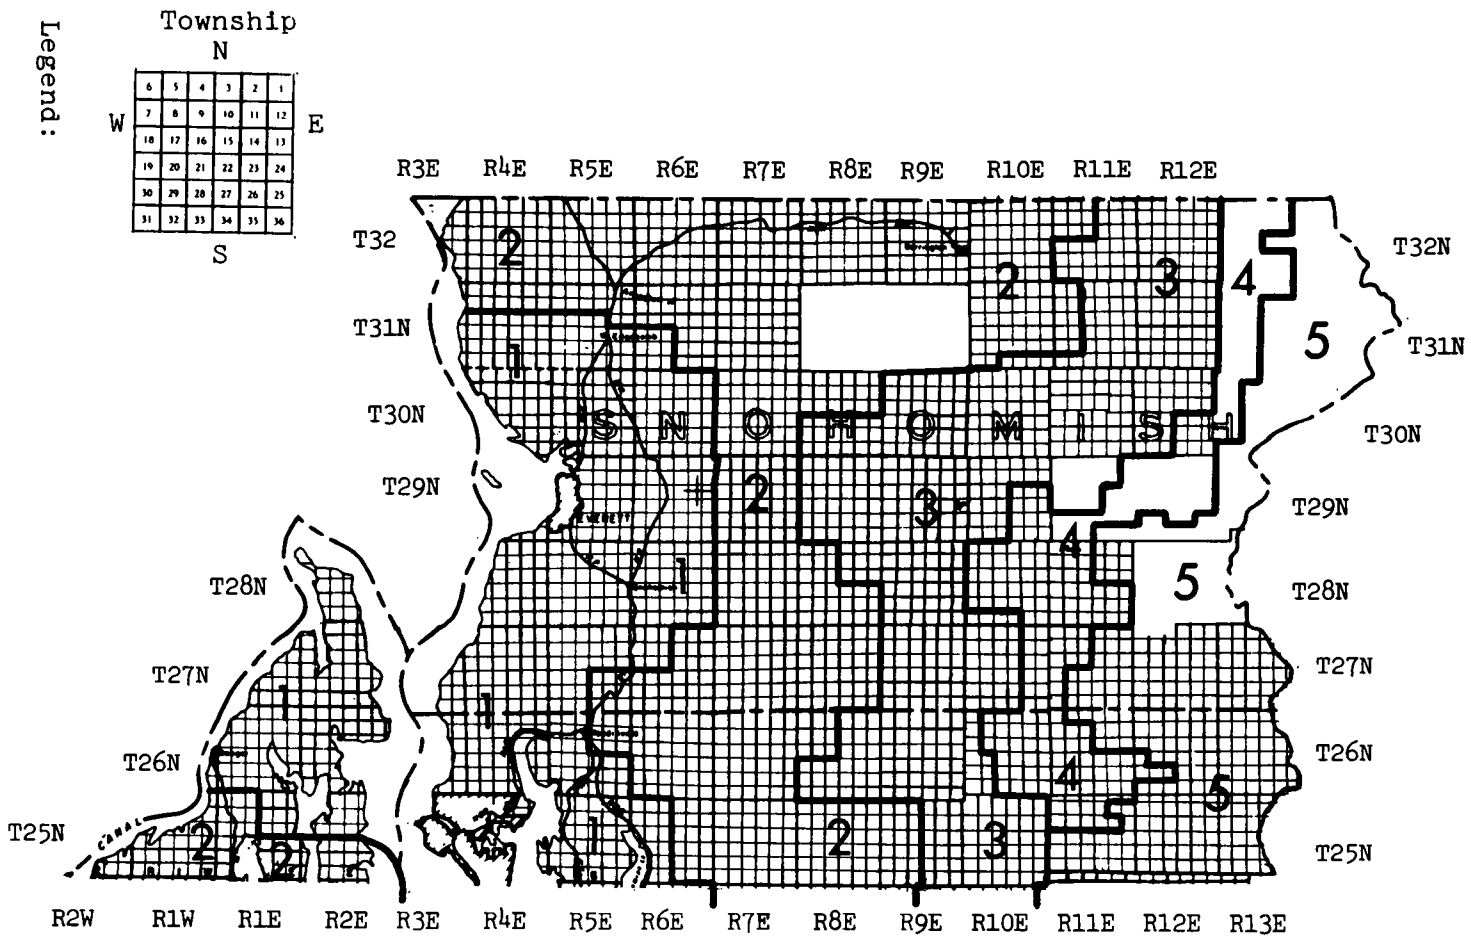 Legend:
Township
N
6 5 4 3 2 1
W 7 8 9 10 11 12 E
18 17 16 15 14 13
19 20 21 22 23 24
30 29 28 27 26 25
31 32 33 34 35 36
S
R3E R4E R5E R6E R7E R8E R9E R10E R11E R12E
T32 2 2 3 4 T32N
T31N 1 5 T31N
T30N S N O H O M I S H T30N
T29N 2 3 T29N
EVERETT
4
T28N 1 5 T28N
T27N 1 1 T27N
T26N 4 5 T26N
CANAL
T25N 2 2 1 2 3 T25N
R2W R1W R1E R2E R3E R4E R5E R6E R7E R8E R9E R10E R11E R12E R13E